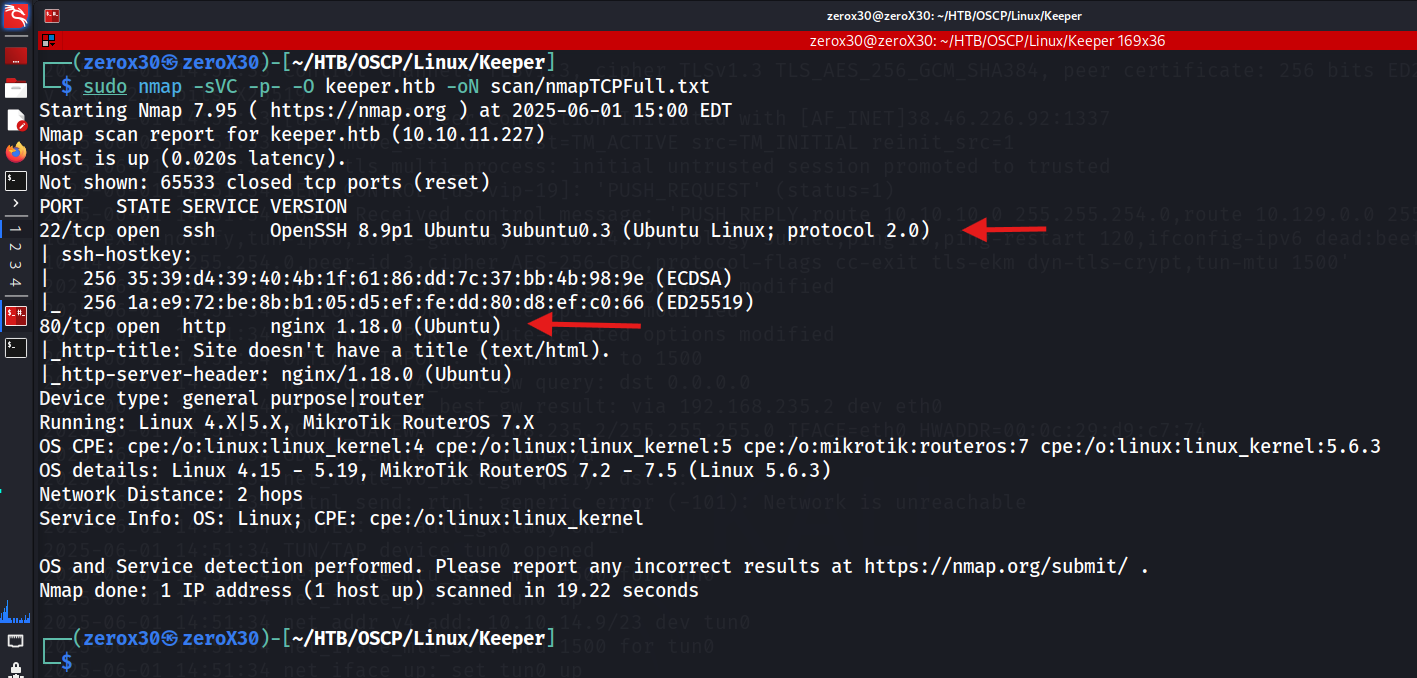 zerox30@zeroX30: ~/HTB/OSCP/Linux/Keeper
zerox30@zeroX30: ~/HTB/OSCP/Linux/Keeper 169x36
┌──(zerox30㉿zeroX30)-[~/HTB/OSCP/Linux/Keeper]
└─$ sudo nmap -sVC -p- -O keeper.htb -oN scan/nmapTCPFull.txt
Starting Nmap 7.95 ( https://nmap.org ) at 2025-06-01 15:00 EDT
Nmap scan report for keeper.htb (10.10.11.227)
Host is up (0.020s latency).
Not shown: 65533 closed tcp ports (reset)
PORT   STATE SERVICE VERSION
22/tcp open  ssh     OpenSSH 8.9p1 Ubuntu 3ubuntu0.3 (Ubuntu Linux; protocol 2.0)
| ssh-hostkey:
|   256 35:39:d4:39:40:4b:1f:61:86:dd:7c:37:bb:4b:98:9e (ECDSA)
|_  256 1a:e9:72:be:8b:b1:05:d5:ef:fe:dd:80:d8:ef:c0:66 (ED25519)
80/tcp open  http    nginx 1.18.0 (Ubuntu)
|_http-title: Site doesn't have a title (text/html).
|_http-server-header: nginx/1.18.0 (Ubuntu)
Device type: general purpose|router
Running: Linux 4.X|5.X, MikroTik RouterOS 7.X
OS CPE: cpe:/o:linux:linux_kernel:4 cpe:/o:linux:linux_kernel:5 cpe:/o:mikrotik:routeros:7 cpe:/o:linux:linux_kernel:5.6.3
OS details: Linux 4.15 - 5.19, MikroTik RouterOS 7.2 - 7.5 (Linux 5.6.3)
Network Distance: 2 hops
Service Info: OS: Linux; CPE: cpe:/o:linux:linux_kernel
OS and Service detection performed. Please report any incorrect results at https://nmap.org/submit/ .
Nmap done: 1 IP address (1 host up) scanned in 19.22 seconds
┌──(zerox30㉿zeroX30)-[~/HTB/OSCP/Linux/Keeper]
└─$
1
2
3
4